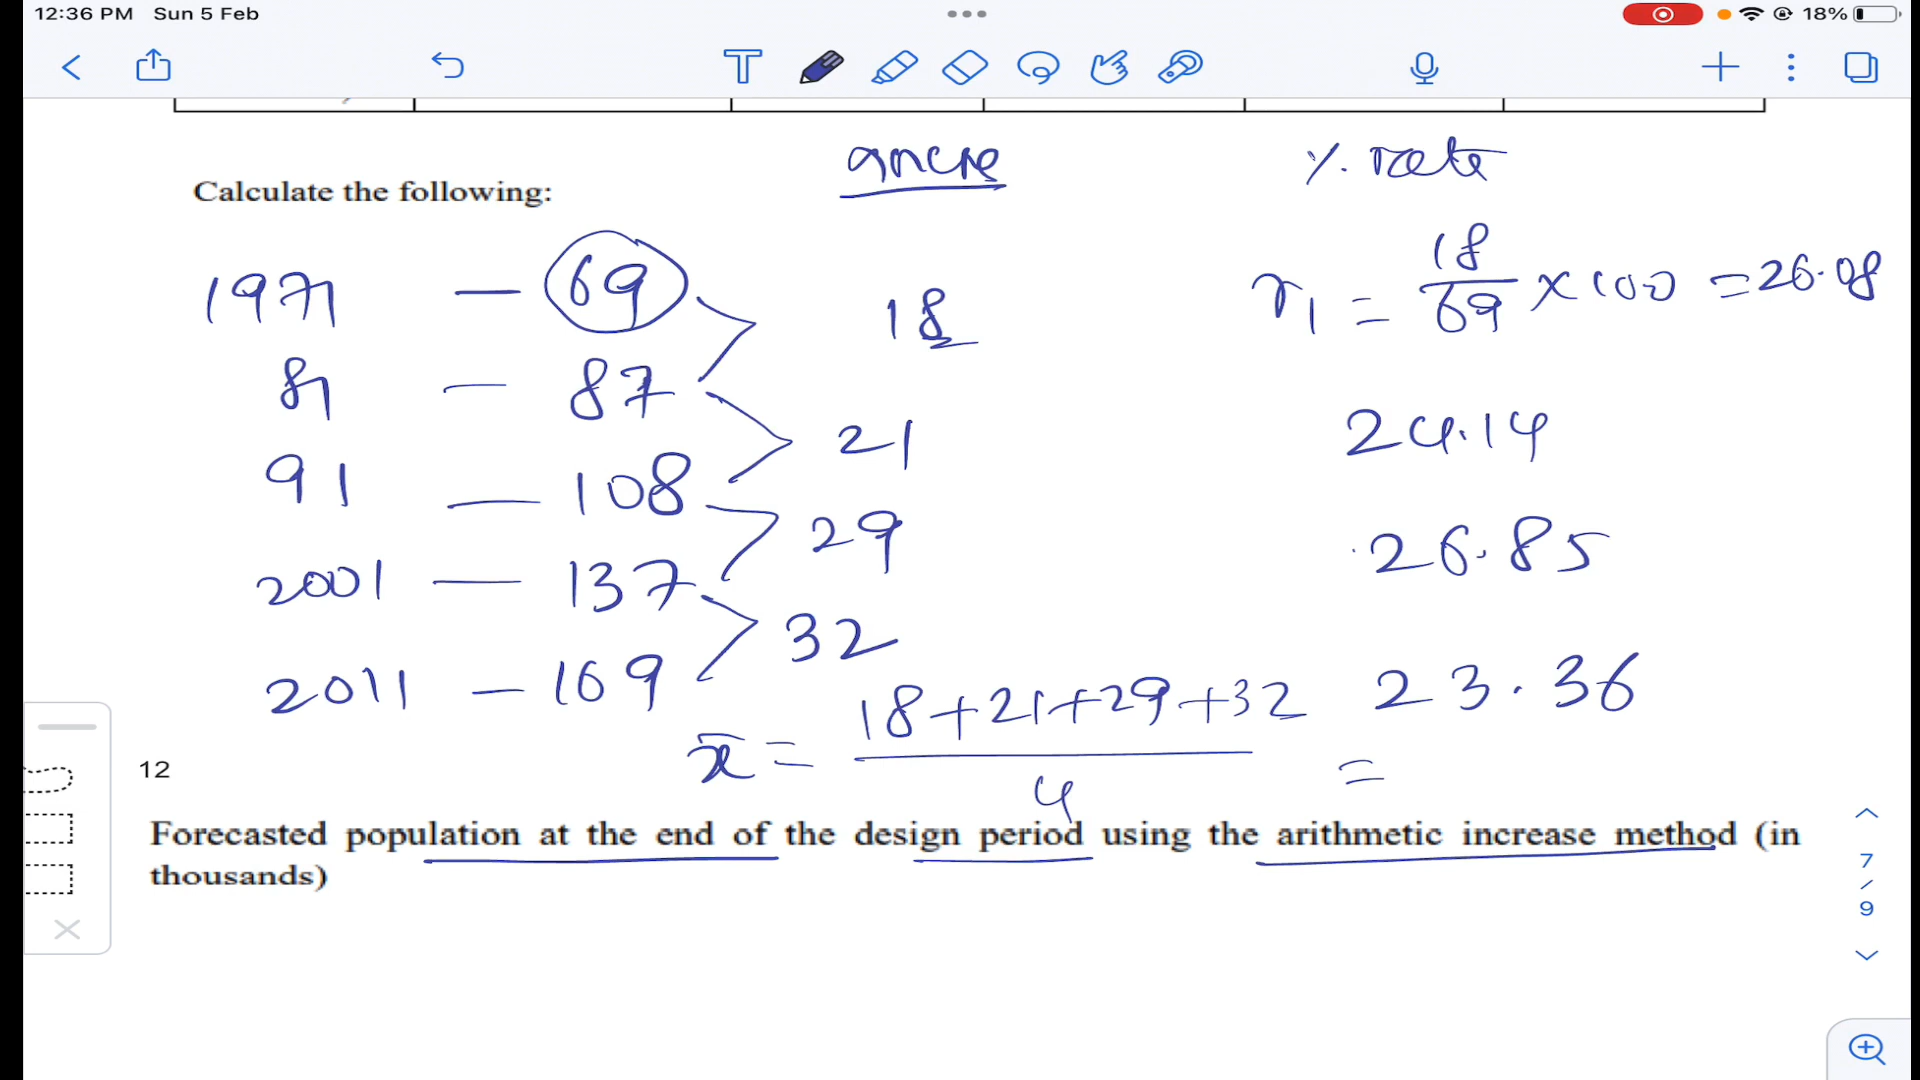 12:36 PM Sun 5 Feb
18%
Calculate the following:
% rate
1971 — 69
18
r1 = 18/69 × 100 = 26.08
81 — 87
21
24.14
91 — 108
29
26.85
2001 — 137
32
23.36
2011 — 169
x̄ = 18+21+29+32 / 4 =
12
Forecasted population at the end of the design period using the arithmetic increase method (in
thousands)
7
/
9